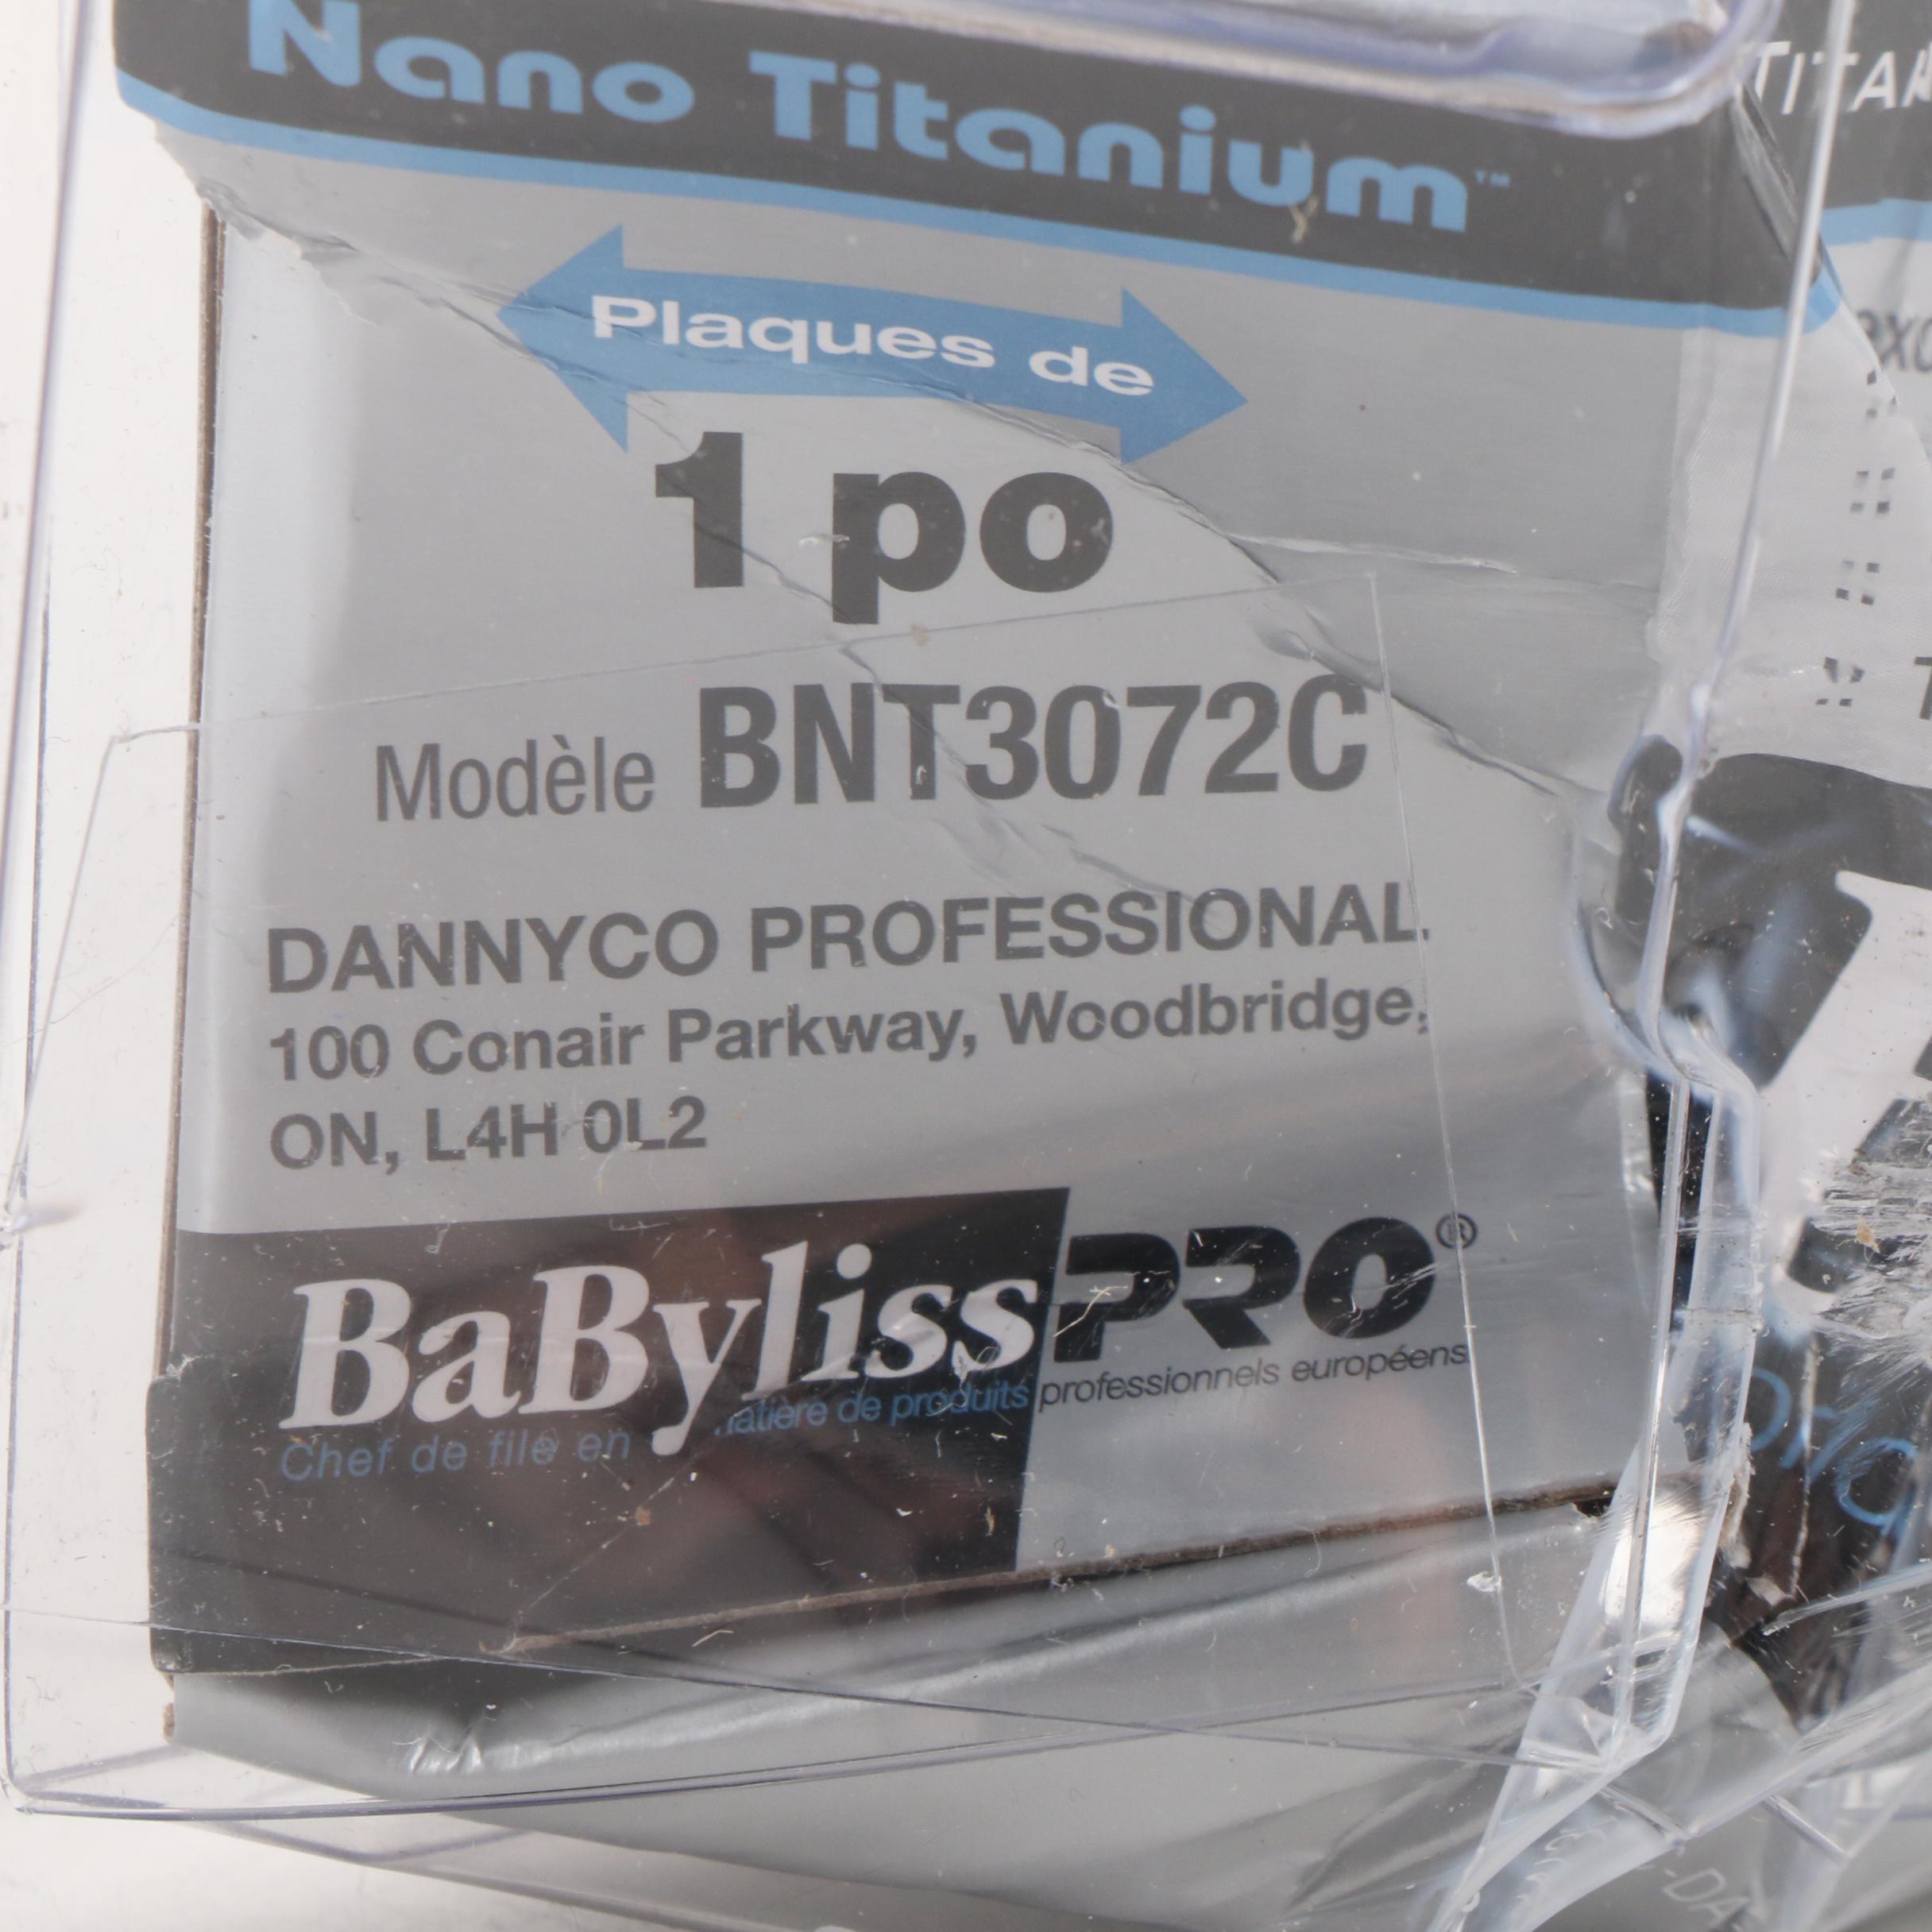 Nano Titanium™
Plaques de
1 po
Modèle BNT3072C
DANNYCO PROFESSIONAL
100 Conair Parkway, Woodbridge,
ON, L4H 0L2
BaBylissPRO®
Chef de file en matière de produits professionnels européens